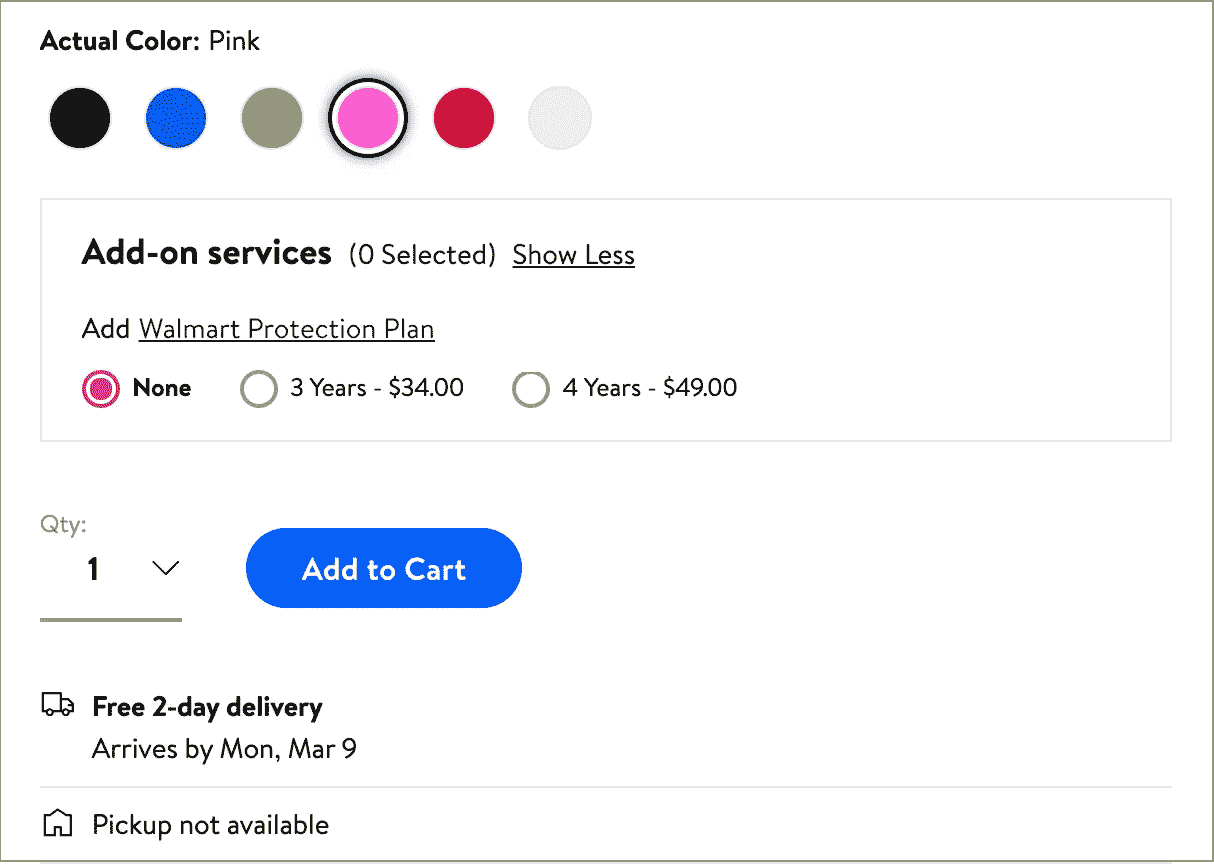 Actual Color: Pink
Add-on services (0 Selected) Show Less
Add Walmart Protection Plan
None 3 Years - $34.00 4 Years - $49.00
Qty:
1 Add to Cart
Free 2-day delivery
Arrives by Mon, Mar 9
Pickup not available